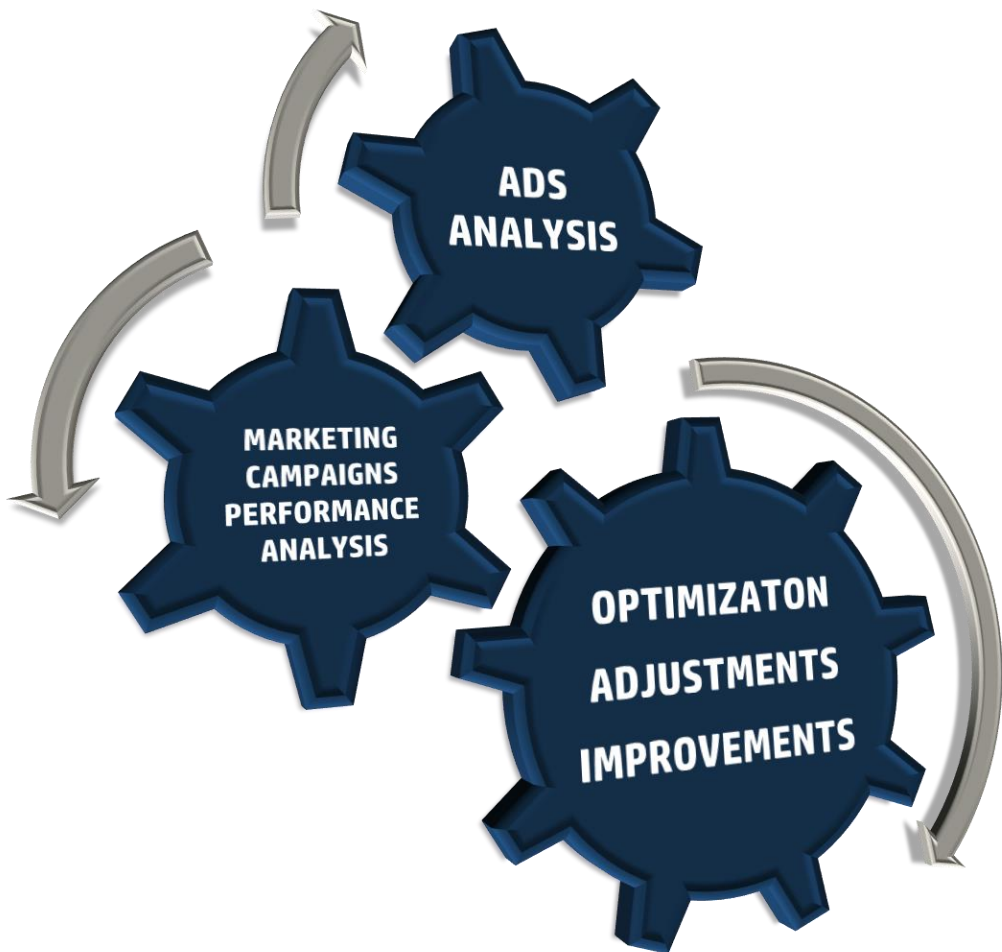 ADS
ANALYSIS
MARKETING
CAMPAIGNS
PERFORMANCE
ANALYSIS
OPTIMIZATON
ADJUSTMENTS
IMPROVEMENTS